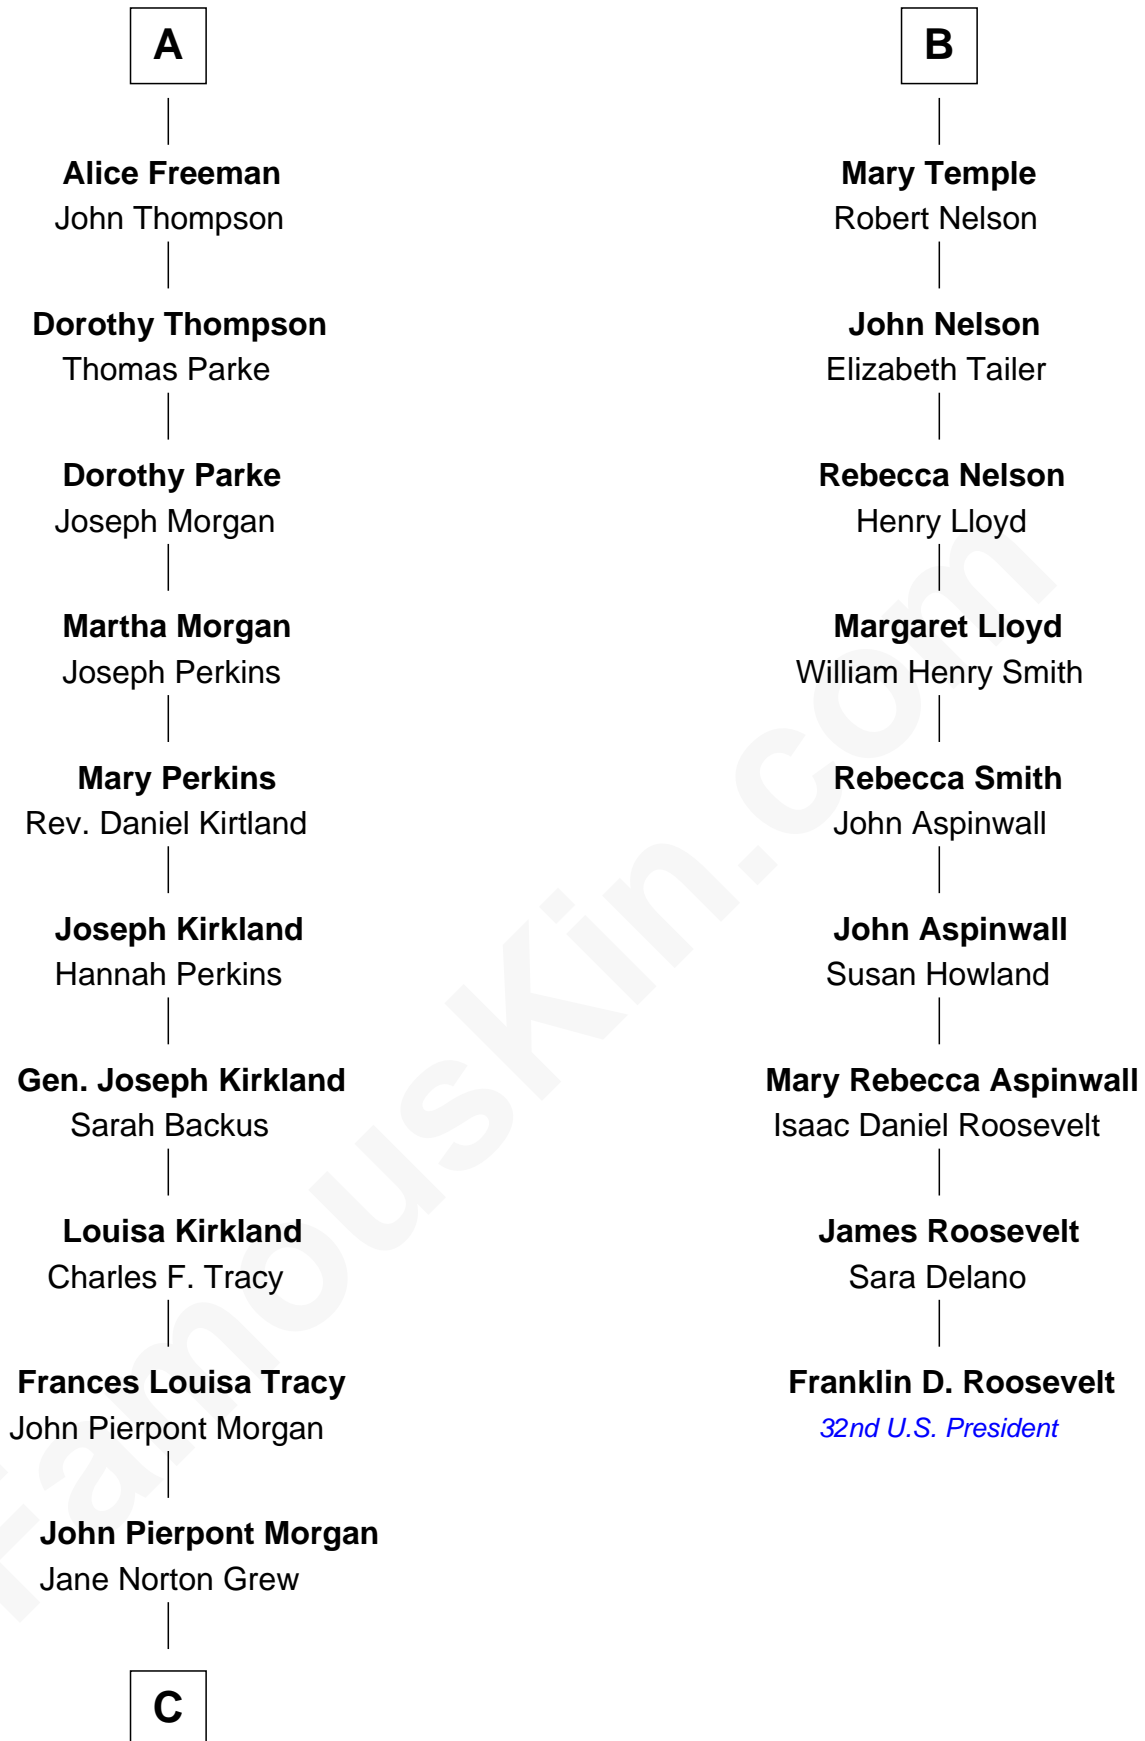 A
Alice Freeman
John Thompson
Dorothy Thompson
Thomas Parke
Dorothy Parke
Joseph Morgan
Martha Morgan
Joseph Perkins
Mary Perkins
Rev. Daniel Kirtland
Joseph Kirkland
Hannah Perkins
Gen. Joseph Kirkland
Sarah Backus
Louisa Kirkland
Charles F. Tracy
Frances Louisa Tracy
John Pierpont Morgan
John Pierpont Morgan
Jane Norton Grew
C
B
Mary Temple
Robert Nelson
John Nelson
Elizabeth Tailer
Rebecca Nelson
Henry Lloyd
Margaret Lloyd
William Henry Smith
Rebecca Smith
John Aspinwall
John Aspinwall
Susan Howland
Mary Rebecca Aspinwall
Isaac Daniel Roosevelt
James Roosevelt
Sara Delano
Franklin D. Roosevelt
32nd U.S. President
FamousKin.com